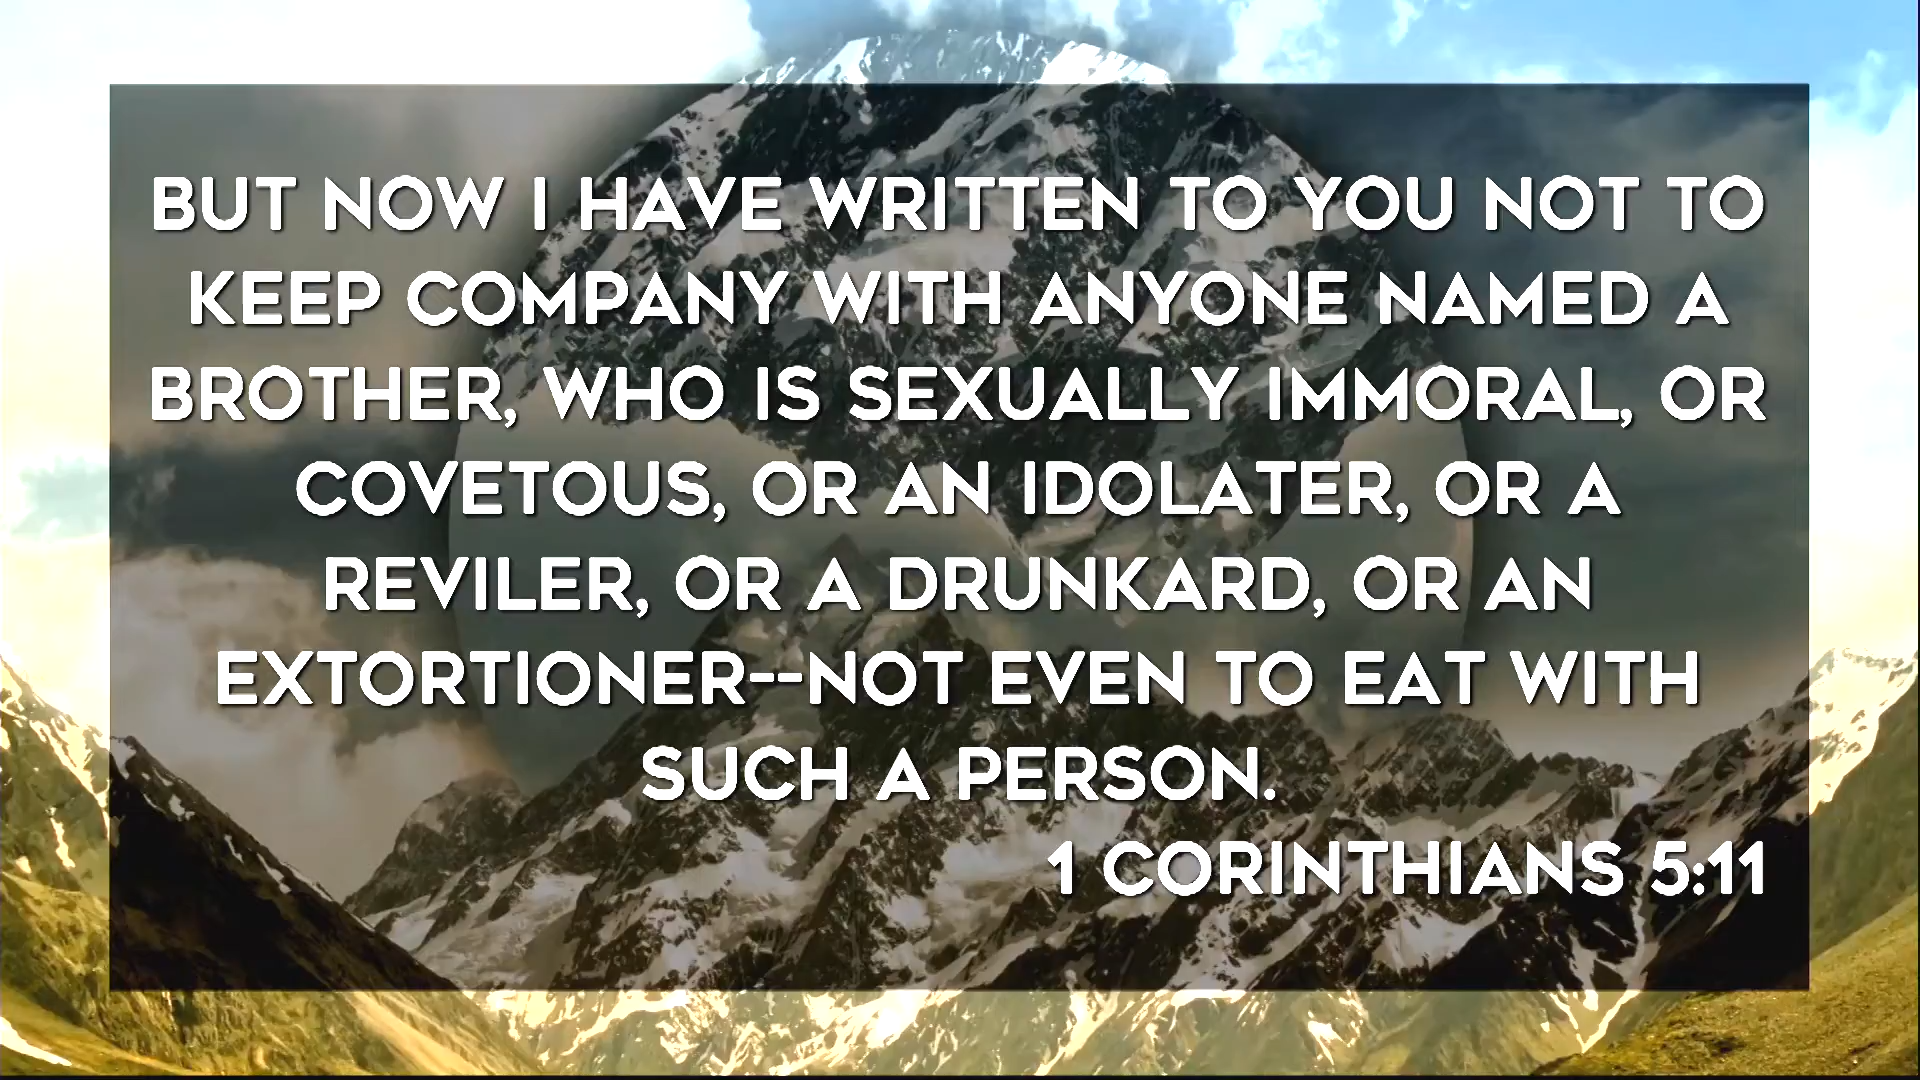 BUT NOW I HAVE WRITTEN TO YOU NOT TO
KEEP COMPANY WITH ANYONE NAMED A
BROTHER, WHO IS SEXUALLY IMMORAL, OR
COVETOUS, OR AN IDOLATER, OR A
REVILER, OR A DRUNKARD, OR AN
EXTORTIONER--NOT EVEN TO EAT WITH
SUCH A PERSON.
1 CORINTHIANS 5:11